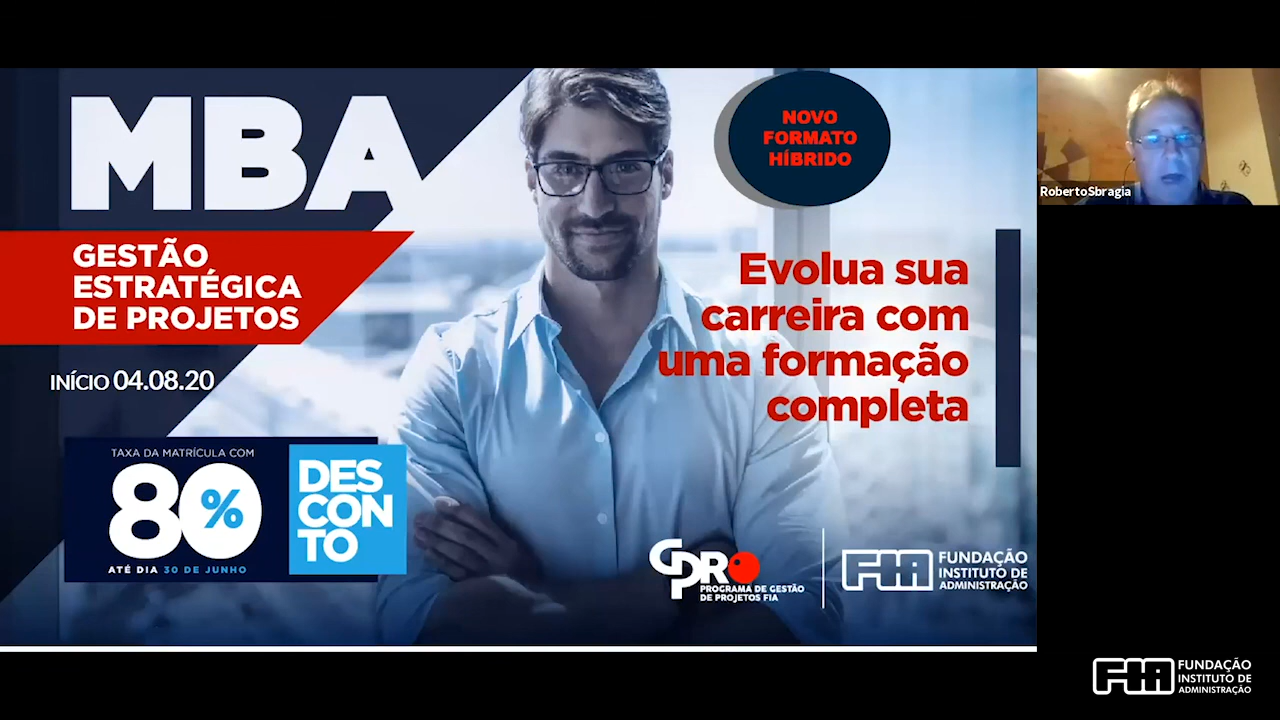 MBA
GESTÃO
ESTRATÉGICA
DE PROJETOS
INÍCIO 04.08.20
TAXA DA MATRÍCULA COM
80%
ATÉ DIA 30 DE JUNHO
DES
CON
TO
NOVO
FORMATO
HÍBRIDO
Evolua sua
carreira com
uma formação
completa
GPRO
PROGRAMA DE GESTÃO
DE PROJETOS FIA
FIA
FUNDAÇÃO
INSTITUTO DE
ADMINISTRAÇÃO
RobertoSbragia
FIA
FUNDAÇÃO
INSTITUTO DE
ADMINISTRAÇÃO